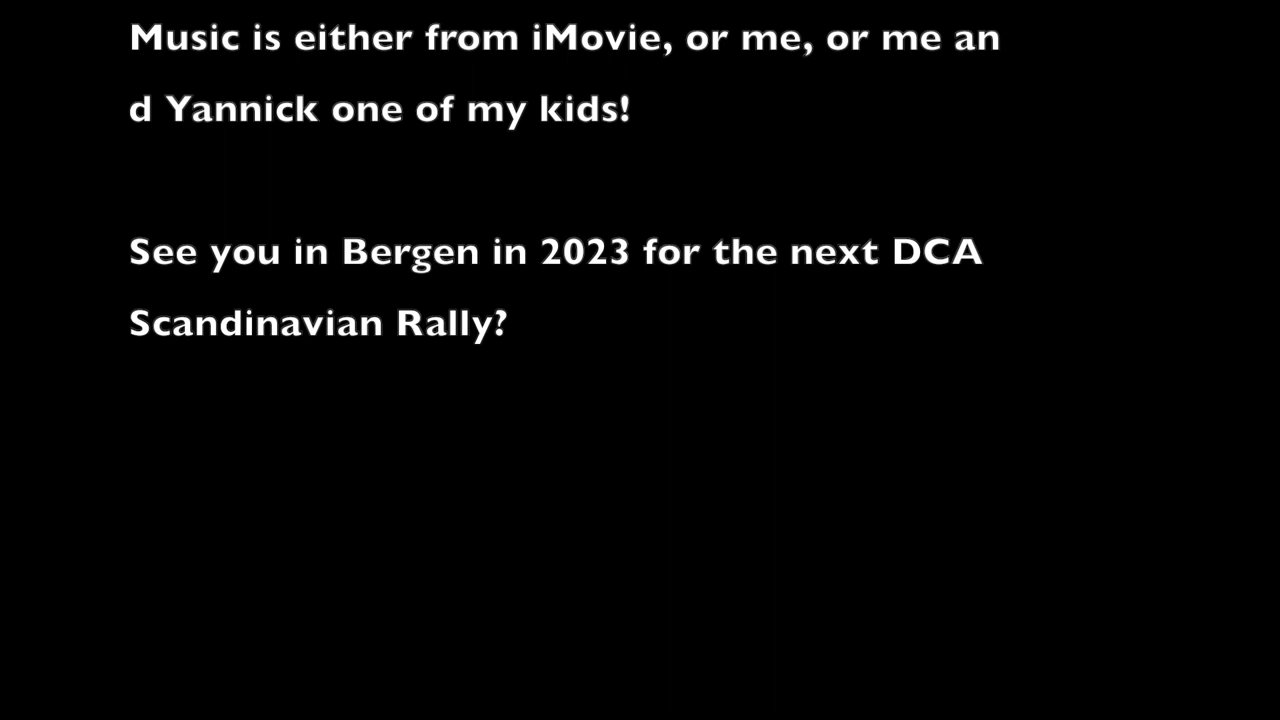 Music is either from iMovie, or me, or me an
d Yannick one of my kids!
See you in Bergen in 2023 for the next DCA
Scandinavian Rally?